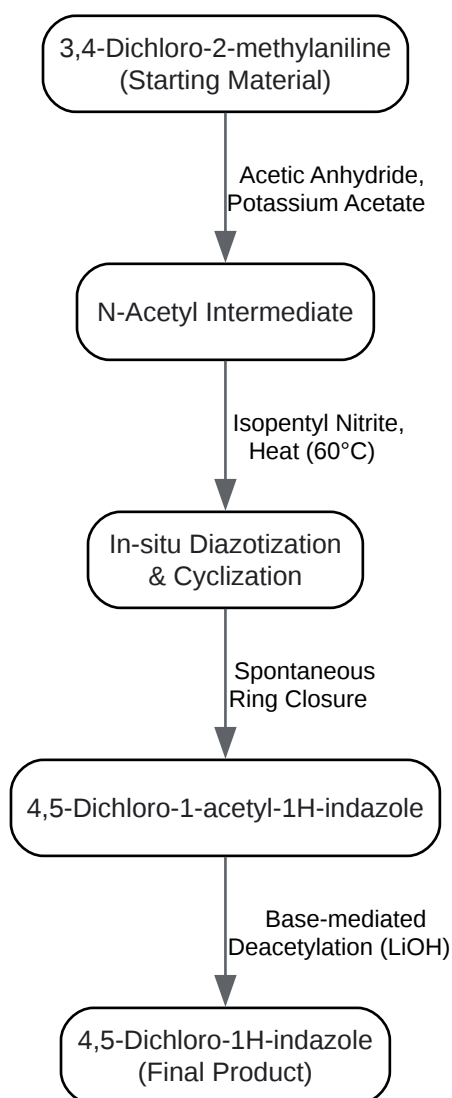 3,4-Dichloro-2-methylaniline
(Starting Material)
Acetic Anhydride,
Potassium Acetate
N-Acetyl Intermediate
Isopentyl Nitrite,
Heat (60°C)
In-situ Diazotization
& Cyclization
Spontaneous
Ring Closure
4,5-Dichloro-1-acetyl-1H-indazole
Base-mediated
Deacetylation (LiOH)
4,5-Dichloro-1H-indazole
(Final Product)